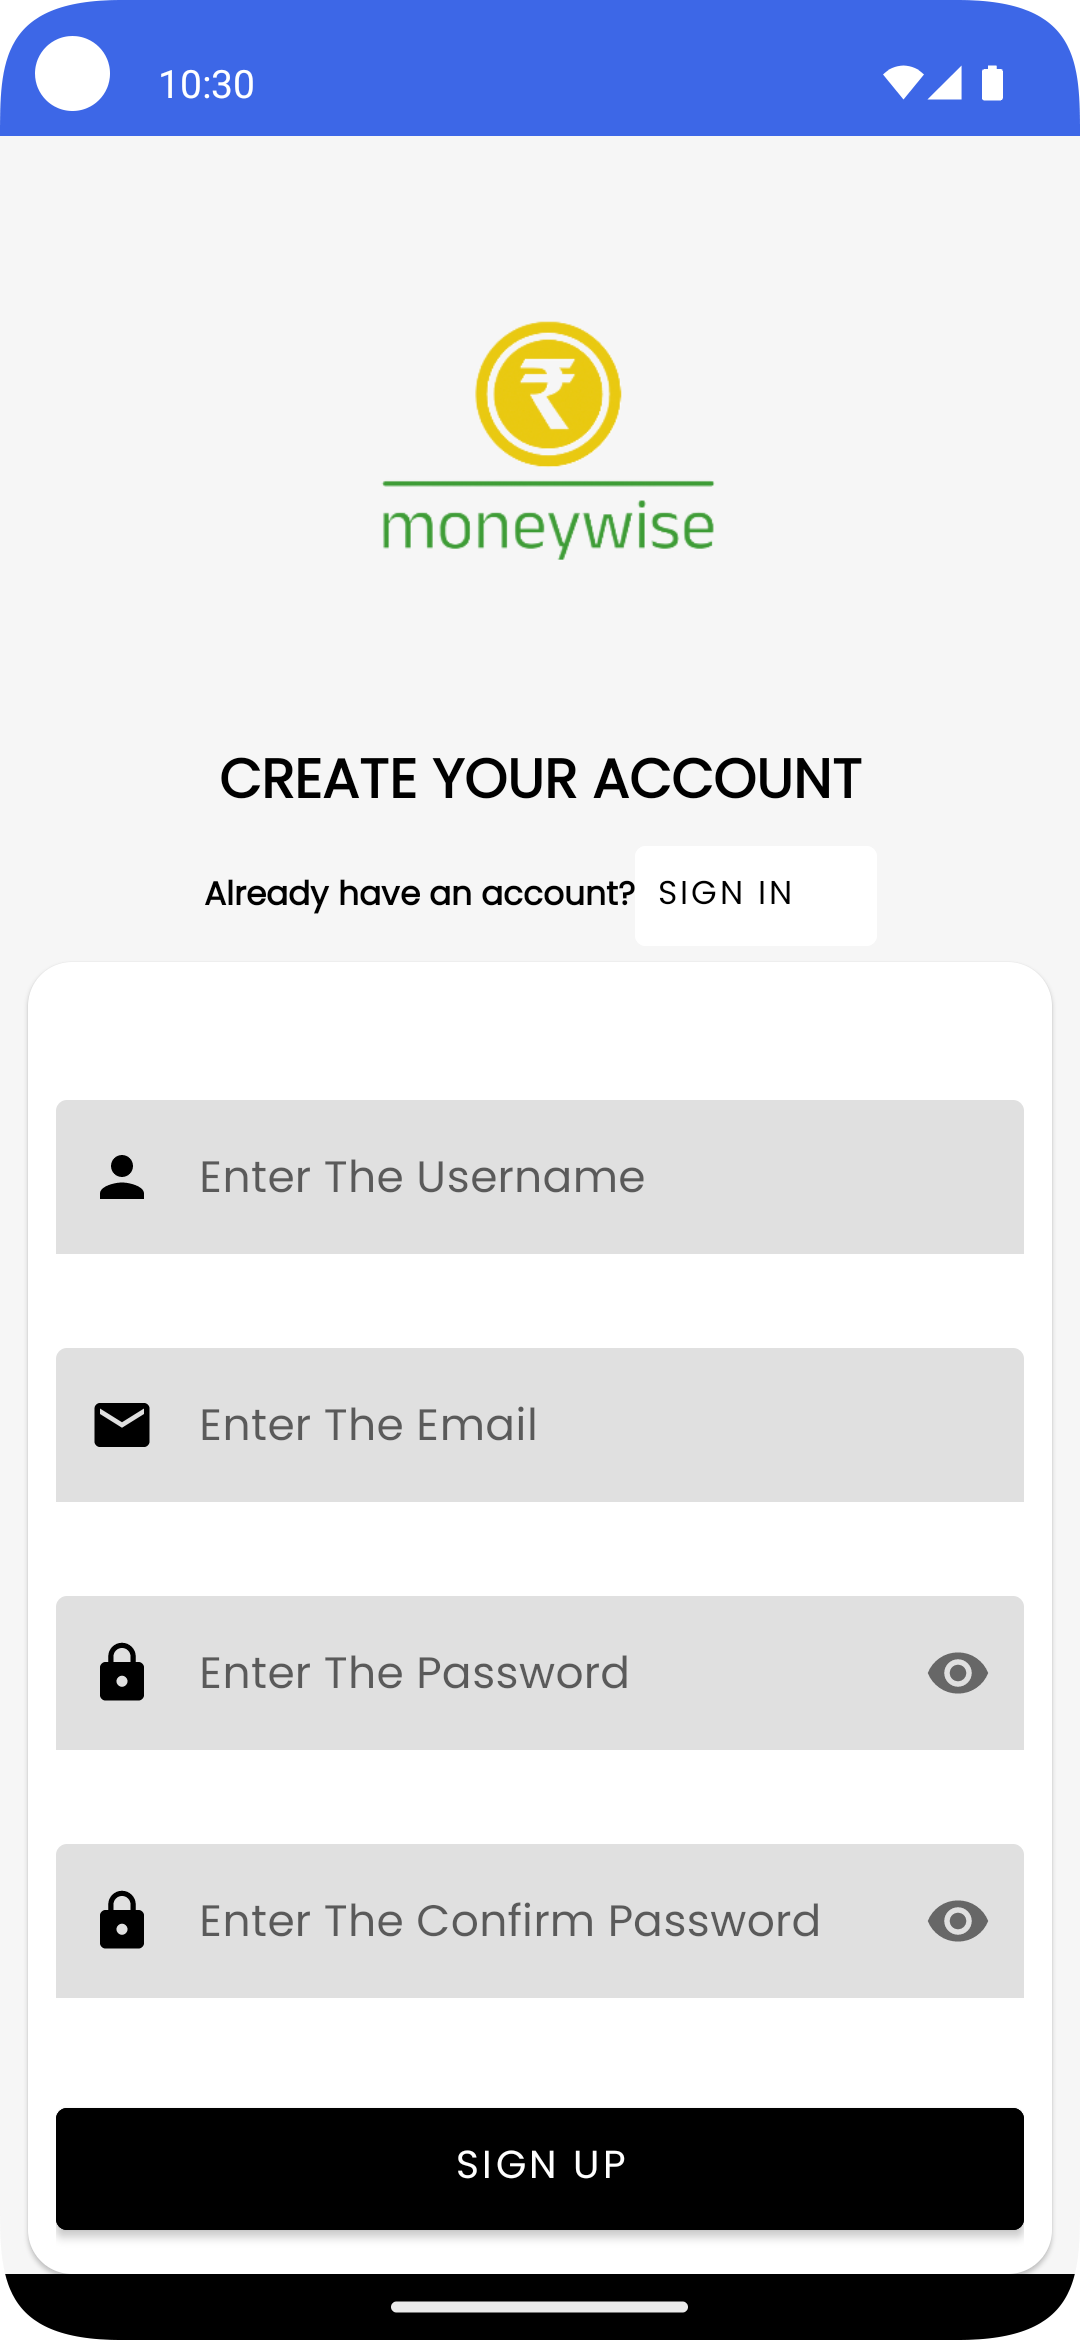 10:30
₹
moneywise
CREATE YOUR ACCOUNT
Already have an account? SIGN IN
Enter The Username
Enter The Email
Enter The Password
Enter The Confirm Password
SIGN UP